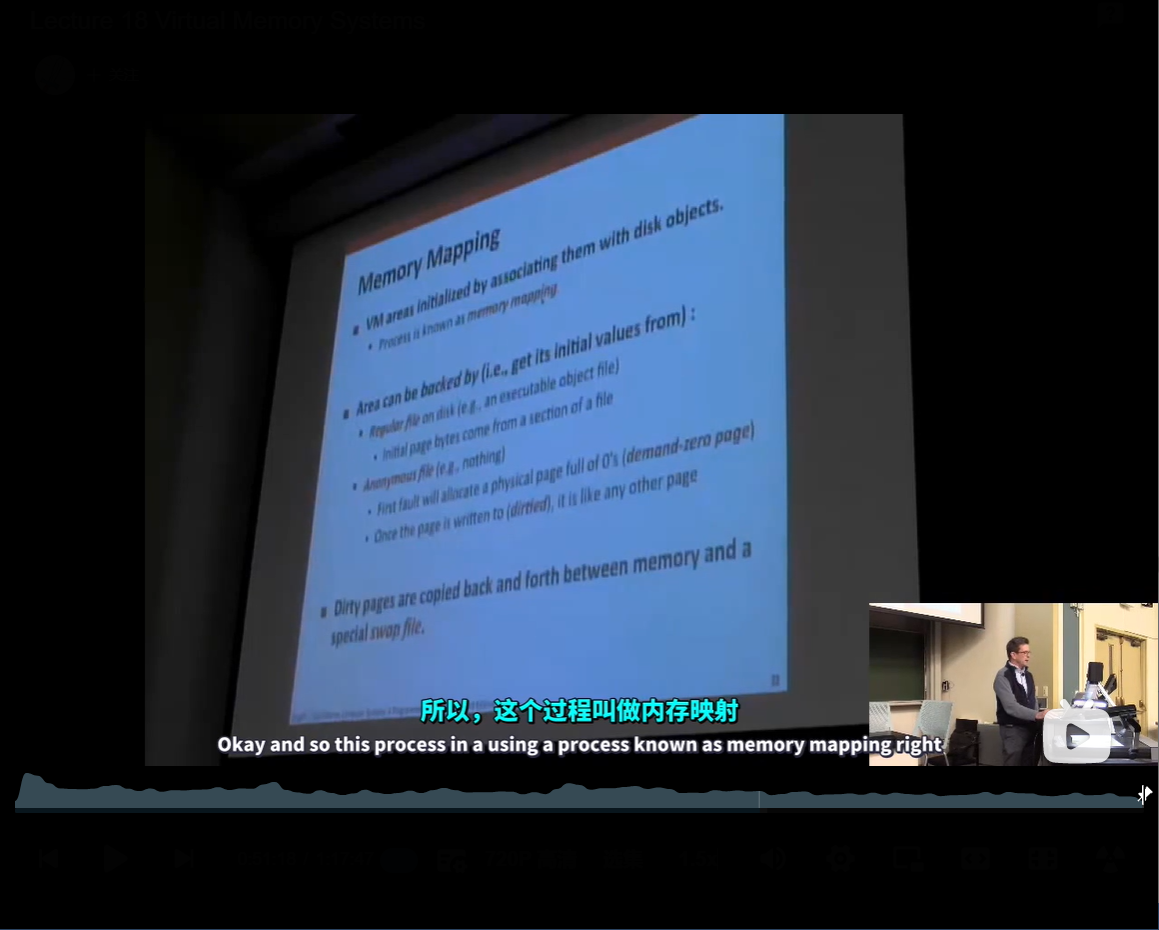 Lecture 18 Virtual Memory Systems
Memory Mapping
VM areas initialized by associating them with disk objects.
Process is known as memory mapping
Area can be backed by (i.e., get its initial values from) :
Regular file on disk (e.g., an executable object file)
Initial page bytes come from a section of a file
Anonymous file (e.g., nothing)
First fault will allocate a physical page full of 0's (demand-zero page)
Once the page is written to (dirtied), it is like any other page
Dirty pages are copied back and forth between memory and a
special swap file.
所以，这个过程叫做内存映射
Okay and so this process in a using a process known as memory mapping right